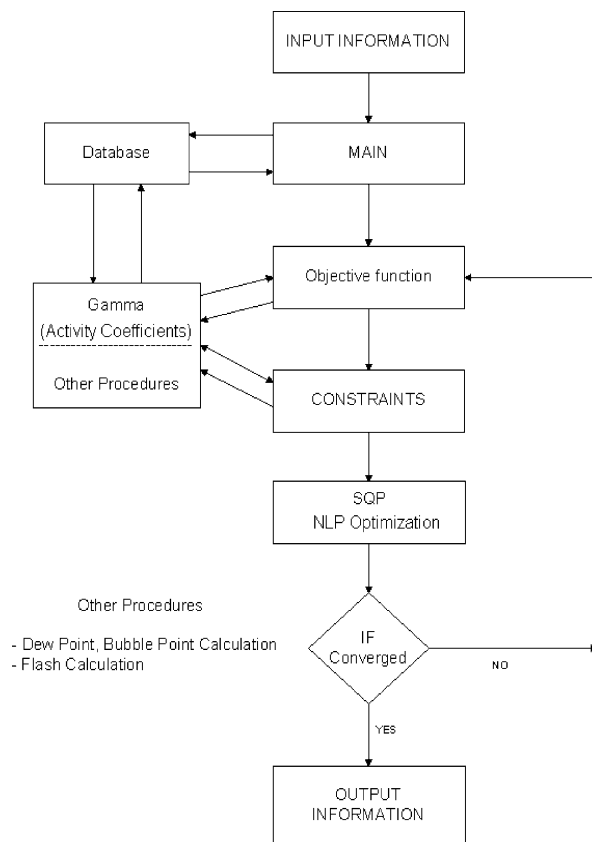 INPUT INFORMATION
Database
MAIN
Objective function
Gamma
(Activity Coefficients)
Other Procedures
CONSTRAINTS
SQP
NLP Optimization
Other Procedures
- Dew Point, Bubble Point Calculation
- Flash Calculation
IF
Converged
NO
YES
OUTPUT
INFORMATION